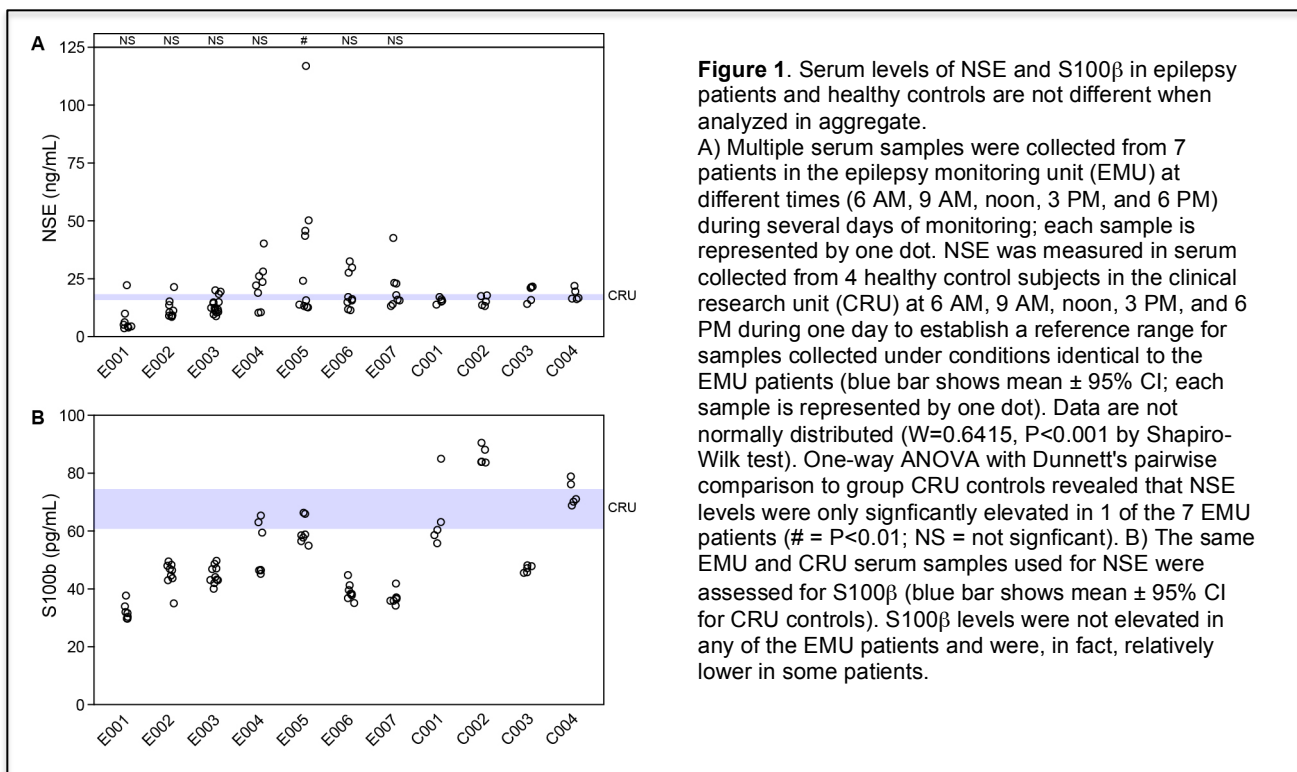 A
NS NS NS NS # NS NS
125
100
75
50
25
0
NSE (ng/mL)
CRU
E001 E002 E003 E004 E005 E006 E007 C001 C002 C003 C004
B
100
80
60
40
20
0
S100b (pg/mL)
CRU
E001 E002 E003 E004 E005 E006 E007 C001 C002 C003 C004
Figure 1. Serum levels of NSE and S100β in epilepsy
patients and healthy controls are not different when
analyzed in aggregate.
A) Multiple serum samples were collected from 7
patients in the epilepsy monitoring unit (EMU) at
different times (6 AM, 9 AM, noon, 3 PM, and 6 PM)
during several days of monitoring; each sample is
represented by one dot. NSE was measured in serum
collected from 4 healthy control subjects in the clinical
research unit (CRU) at 6 AM, 9 AM, noon, 3 PM, and 6
PM during one day to establish a reference range for
samples collected under conditions identical to the
EMU patients (blue bar shows mean ± 95% CI; each
sample is represented by one dot). Data are not
normally distributed (W=0.6415, P<0.001 by Shapiro-
Wilk test). One-way ANOVA with Dunnett's pairwise
comparison to group CRU controls revealed that NSE
levels were only signficantly elevated in 1 of the 7 EMU
patients (# = P<0.01; NS = not signficant). B) The same
EMU and CRU serum samples used for NSE were
assessed for S100β (blue bar shows mean ± 95% CI
for CRU controls). S100β levels were not elevated in
any of the EMU patients and were, in fact, relatively
lower in some patients.